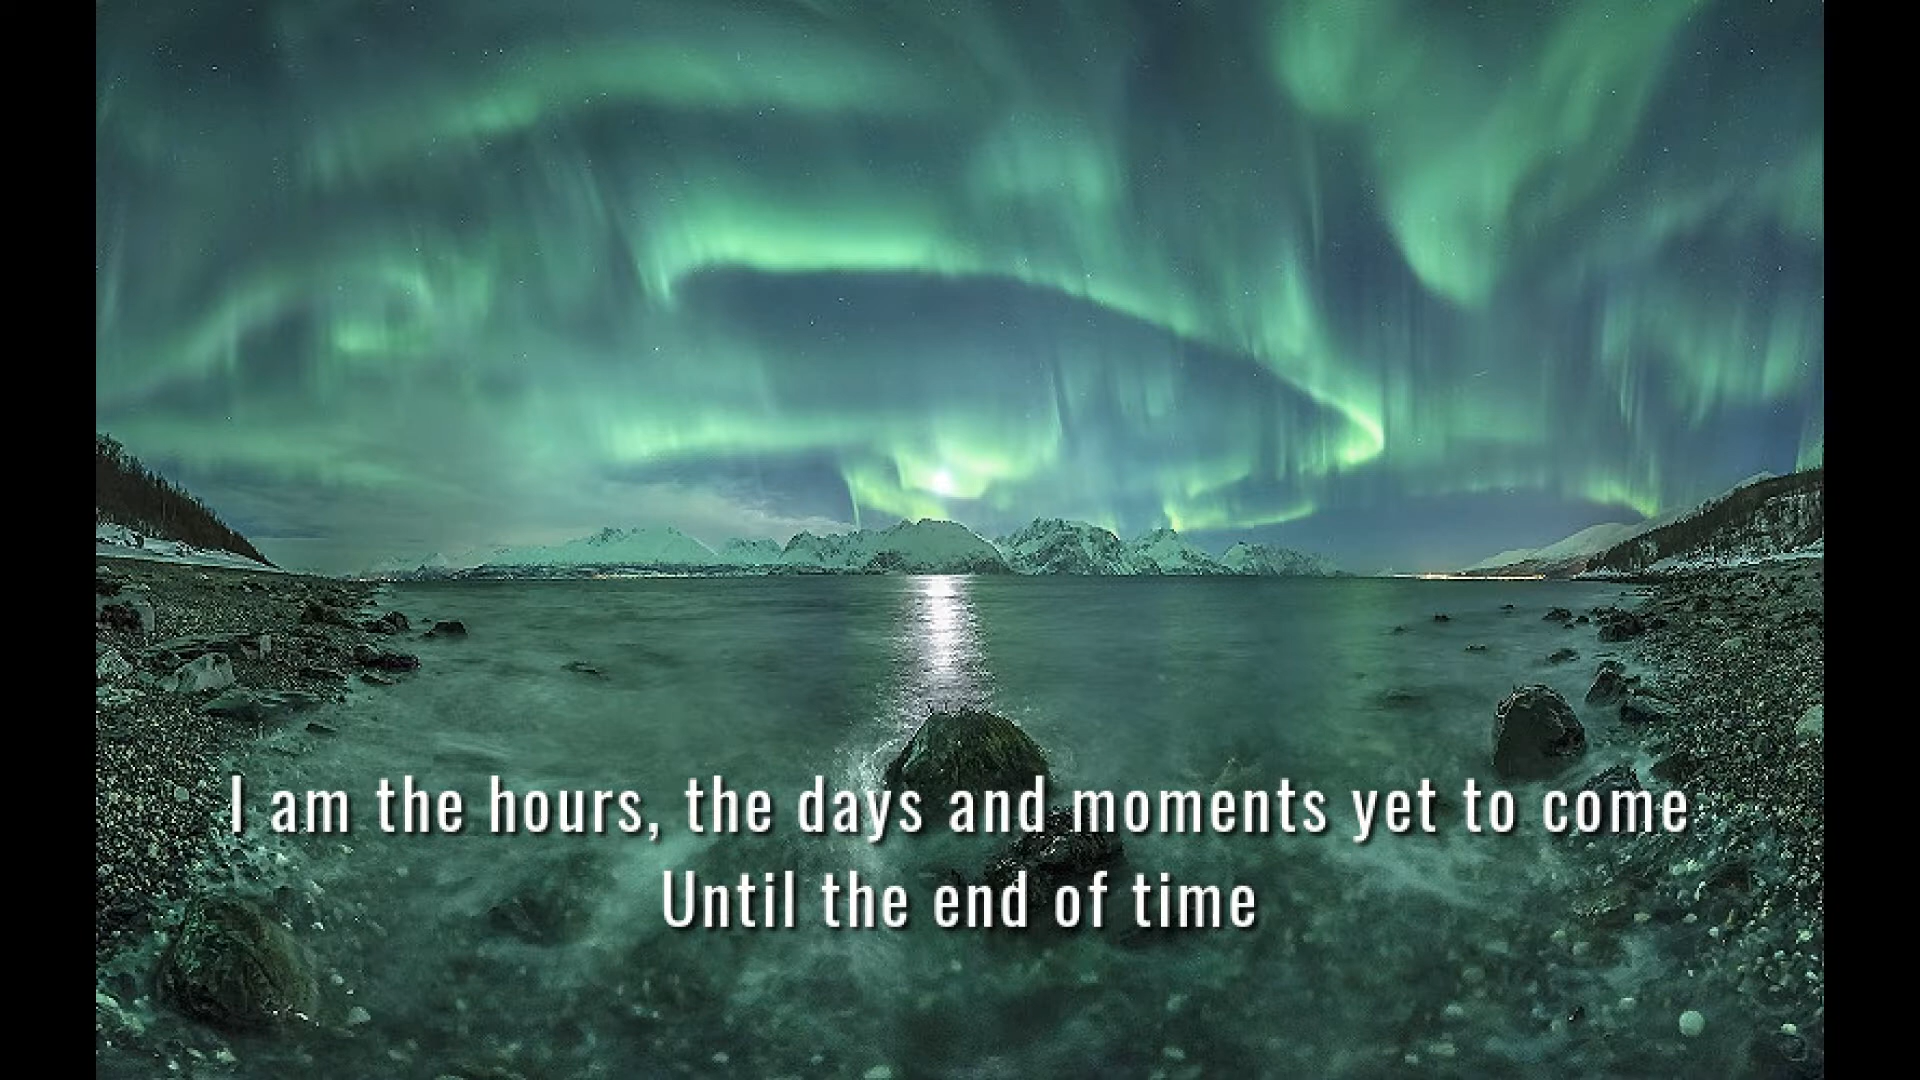 I am the hours, the days and moments yet to come
Until the end of time